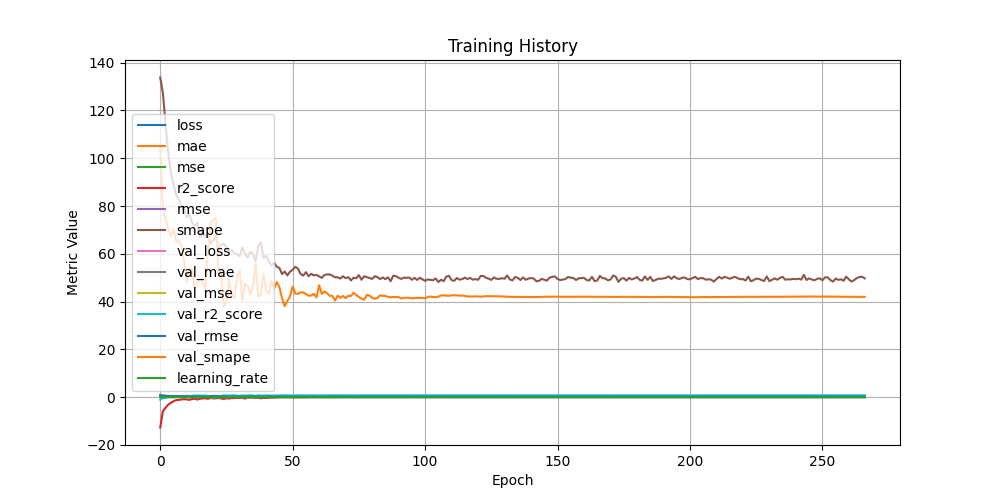 Training History
140
120
100
80
60
40
20
0
−20
Metric Value
loss
mae
mse
r2_score
rmse
smape
val_loss
val_mae
val_mse
val_r2_score
val_rmse
val_smape
learning_rate
0
50
100
150
200
250
Epoch